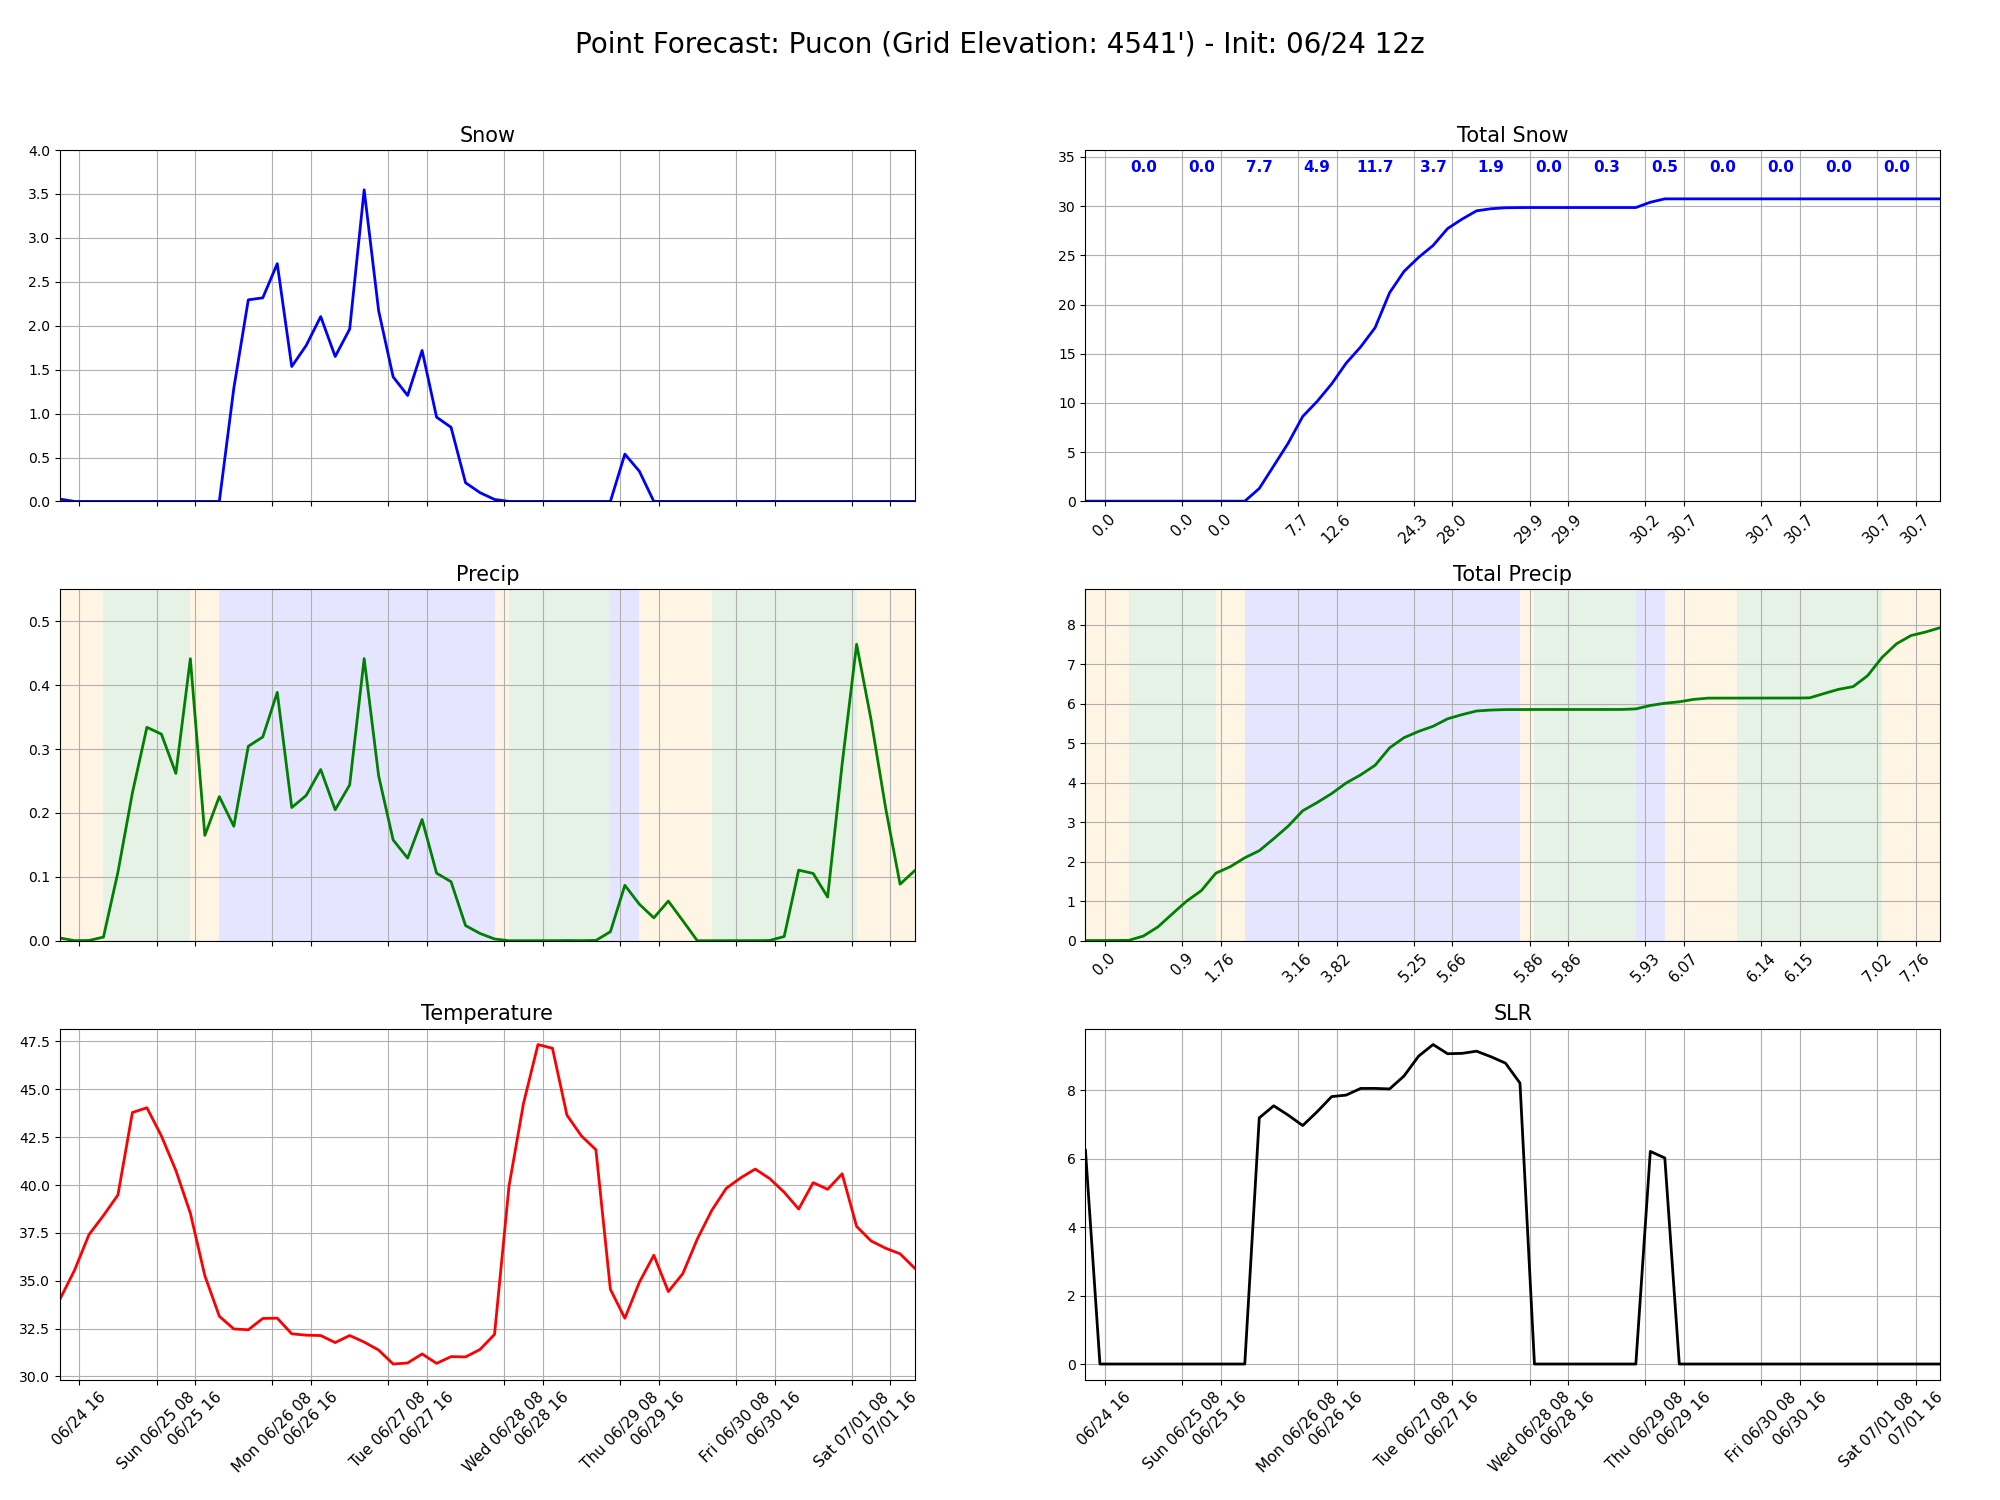 Point Forecast: Pucon (Grid Elevation: 4541') - Init: 06/24 12z
Snow
4.0
3.5
3.0
2.5
2.0
1.5
1.0
0.5
0.0
Total Snow
35
30
25
20
15
10
5
0
0.0 0.0 7.7 4.9 11.7 3.7 1.9 0.0 0.3 0.5 0.0 0.0 0.0 0.0
0.0 0.0 0.0 7.7 12.6 24.3 28.0 29.9 29.9 30.2 30.7 30.7 30.7 30.7 30.7
Precip
0.5
0.4
0.3
0.2
0.1
0.0
Total Precip
8
7
6
5
4
3
2
1
0
0.0 0.9 1.76 3.16 3.82 5.25 5.66 5.86 5.86 5.93 6.07 6.14 6.15 7.02 7.76
Temperature
47.5
45.0
42.5
40.0
37.5
35.0
32.5
30.0
06/24 16
Sun 06/25 08
06/25 16
Mon 06/26 08
06/26 16
Tue 06/27 08
06/27 16
Wed 06/28 08
06/28 16
Thu 06/29 08
06/29 16
Fri 06/30 08
06/30 16
Sat 07/01 08
07/01 16
SLR
8
6
4
2
0
06/24 16
Sun 06/25 08
06/25 16
Mon 06/26 08
06/26 16
Tue 06/27 08
06/27 16
Wed 06/28 08
06/28 16
Thu 06/29 08
06/29 16
Fri 06/30 08
06/30 16
Sat 07/01 08
07/01 16